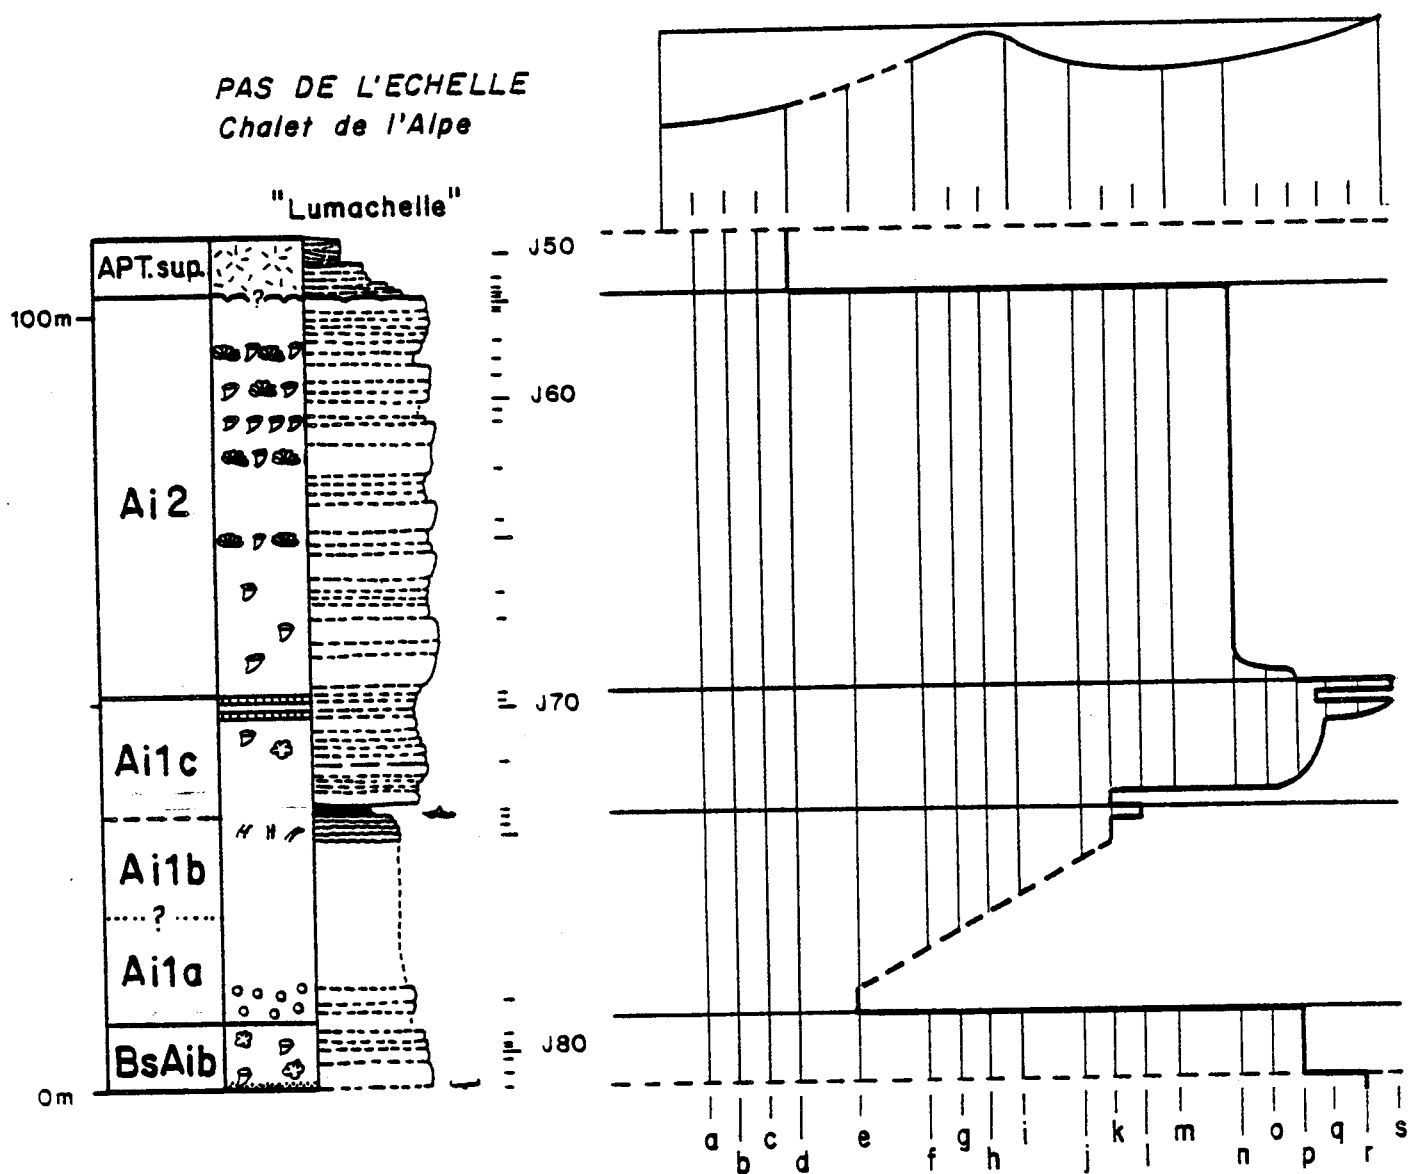 PAS DE L'ECHELLE
Chalet de l'Alpe
"Lumachelle"
APT.sup.
J50
?
100m
J60
Ai2
J70
Ai1c
Ai1b
?
Ai1a
BsAib
J80
0m
a b c d e f g h i j k l m n o p q r s